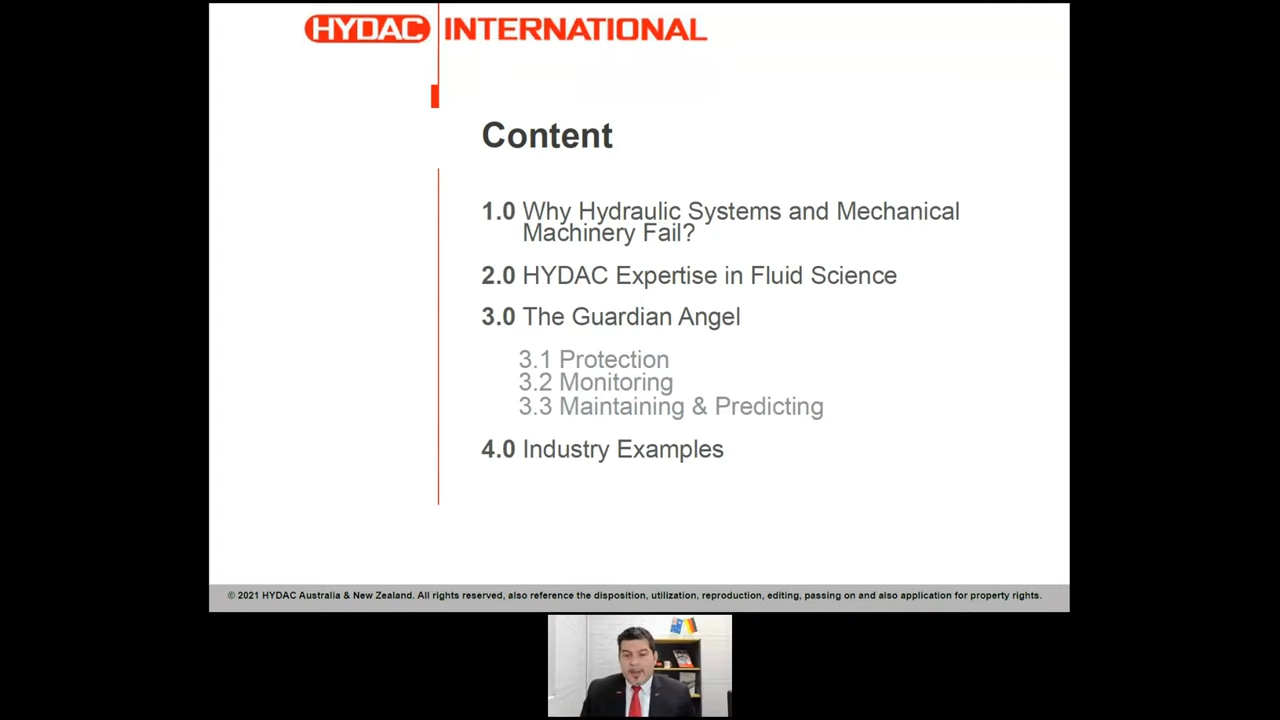 HYDAC INTERNATIONAL
Content
1.0 Why Hydraulic Systems and Mechanical
Machinery Fail?
2.0 HYDAC Expertise in Fluid Science
3.0 The Guardian Angel
3.1 Protection
3.2 Monitoring
3.3 Maintaining & Predicting
4.0 Industry Examples
© 2021 HYDAC Australia & New Zealand. All rights reserved, also reference the disposition, utilization, reproduction, editing, passing on and also application for property rights.